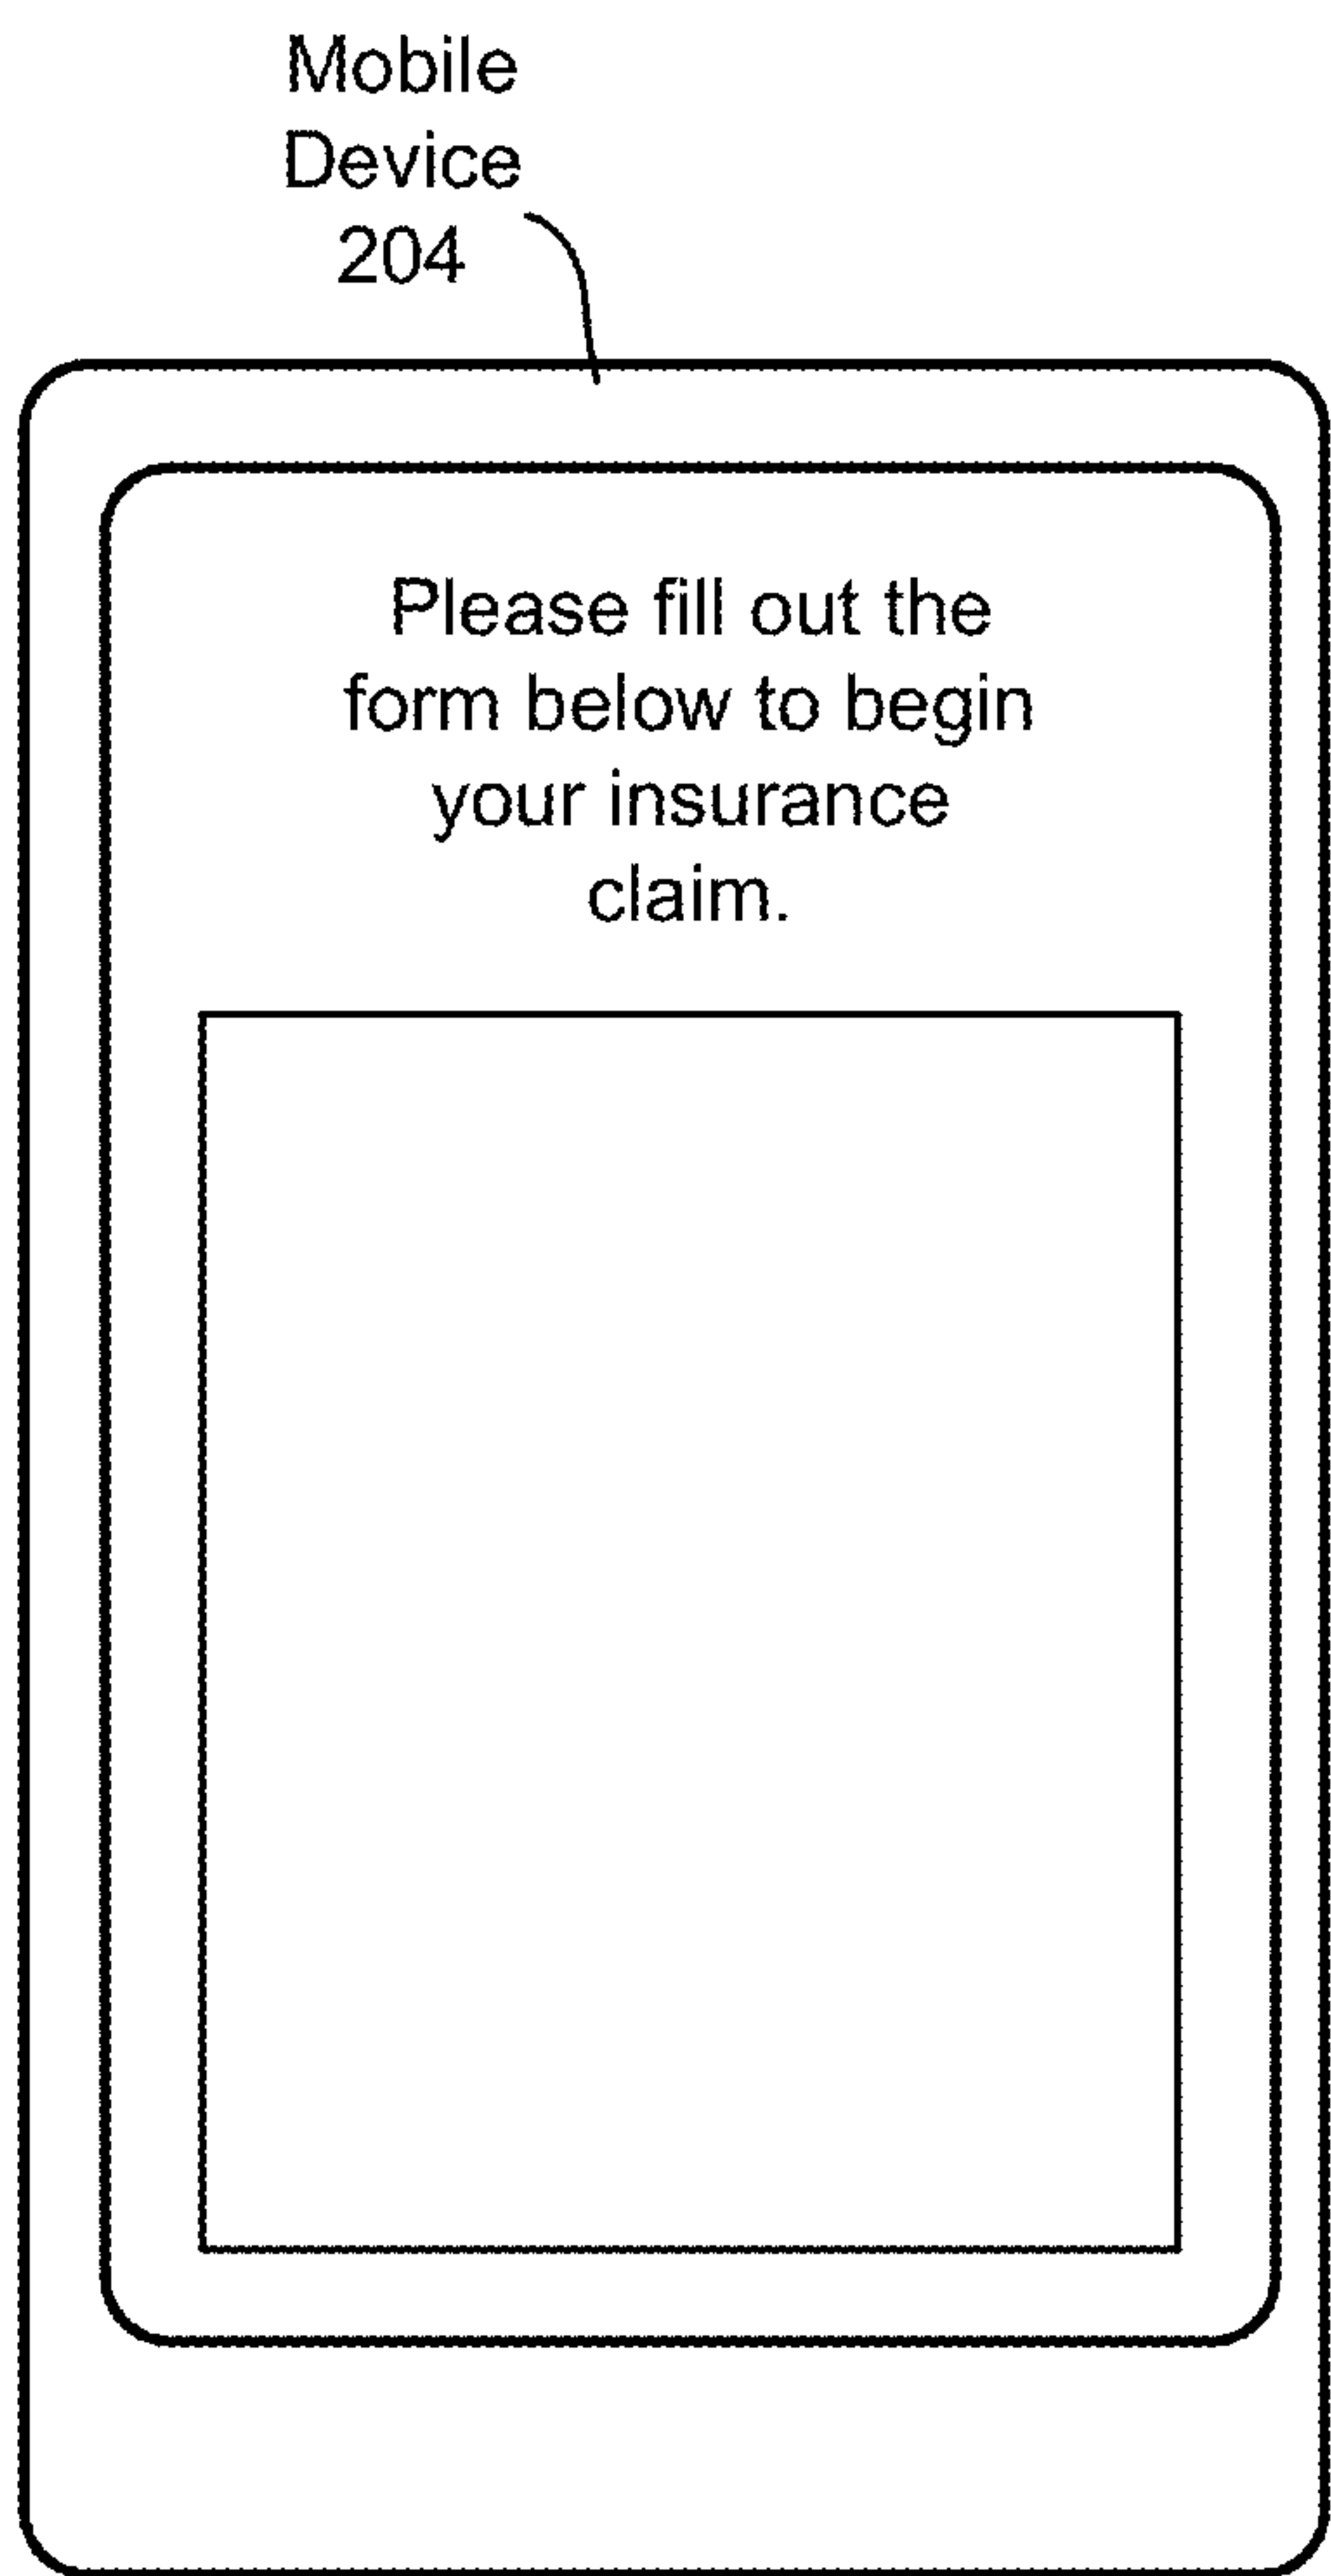 Mobile
Device
204
Please fill out the
form below to begin
your insurance
claim.